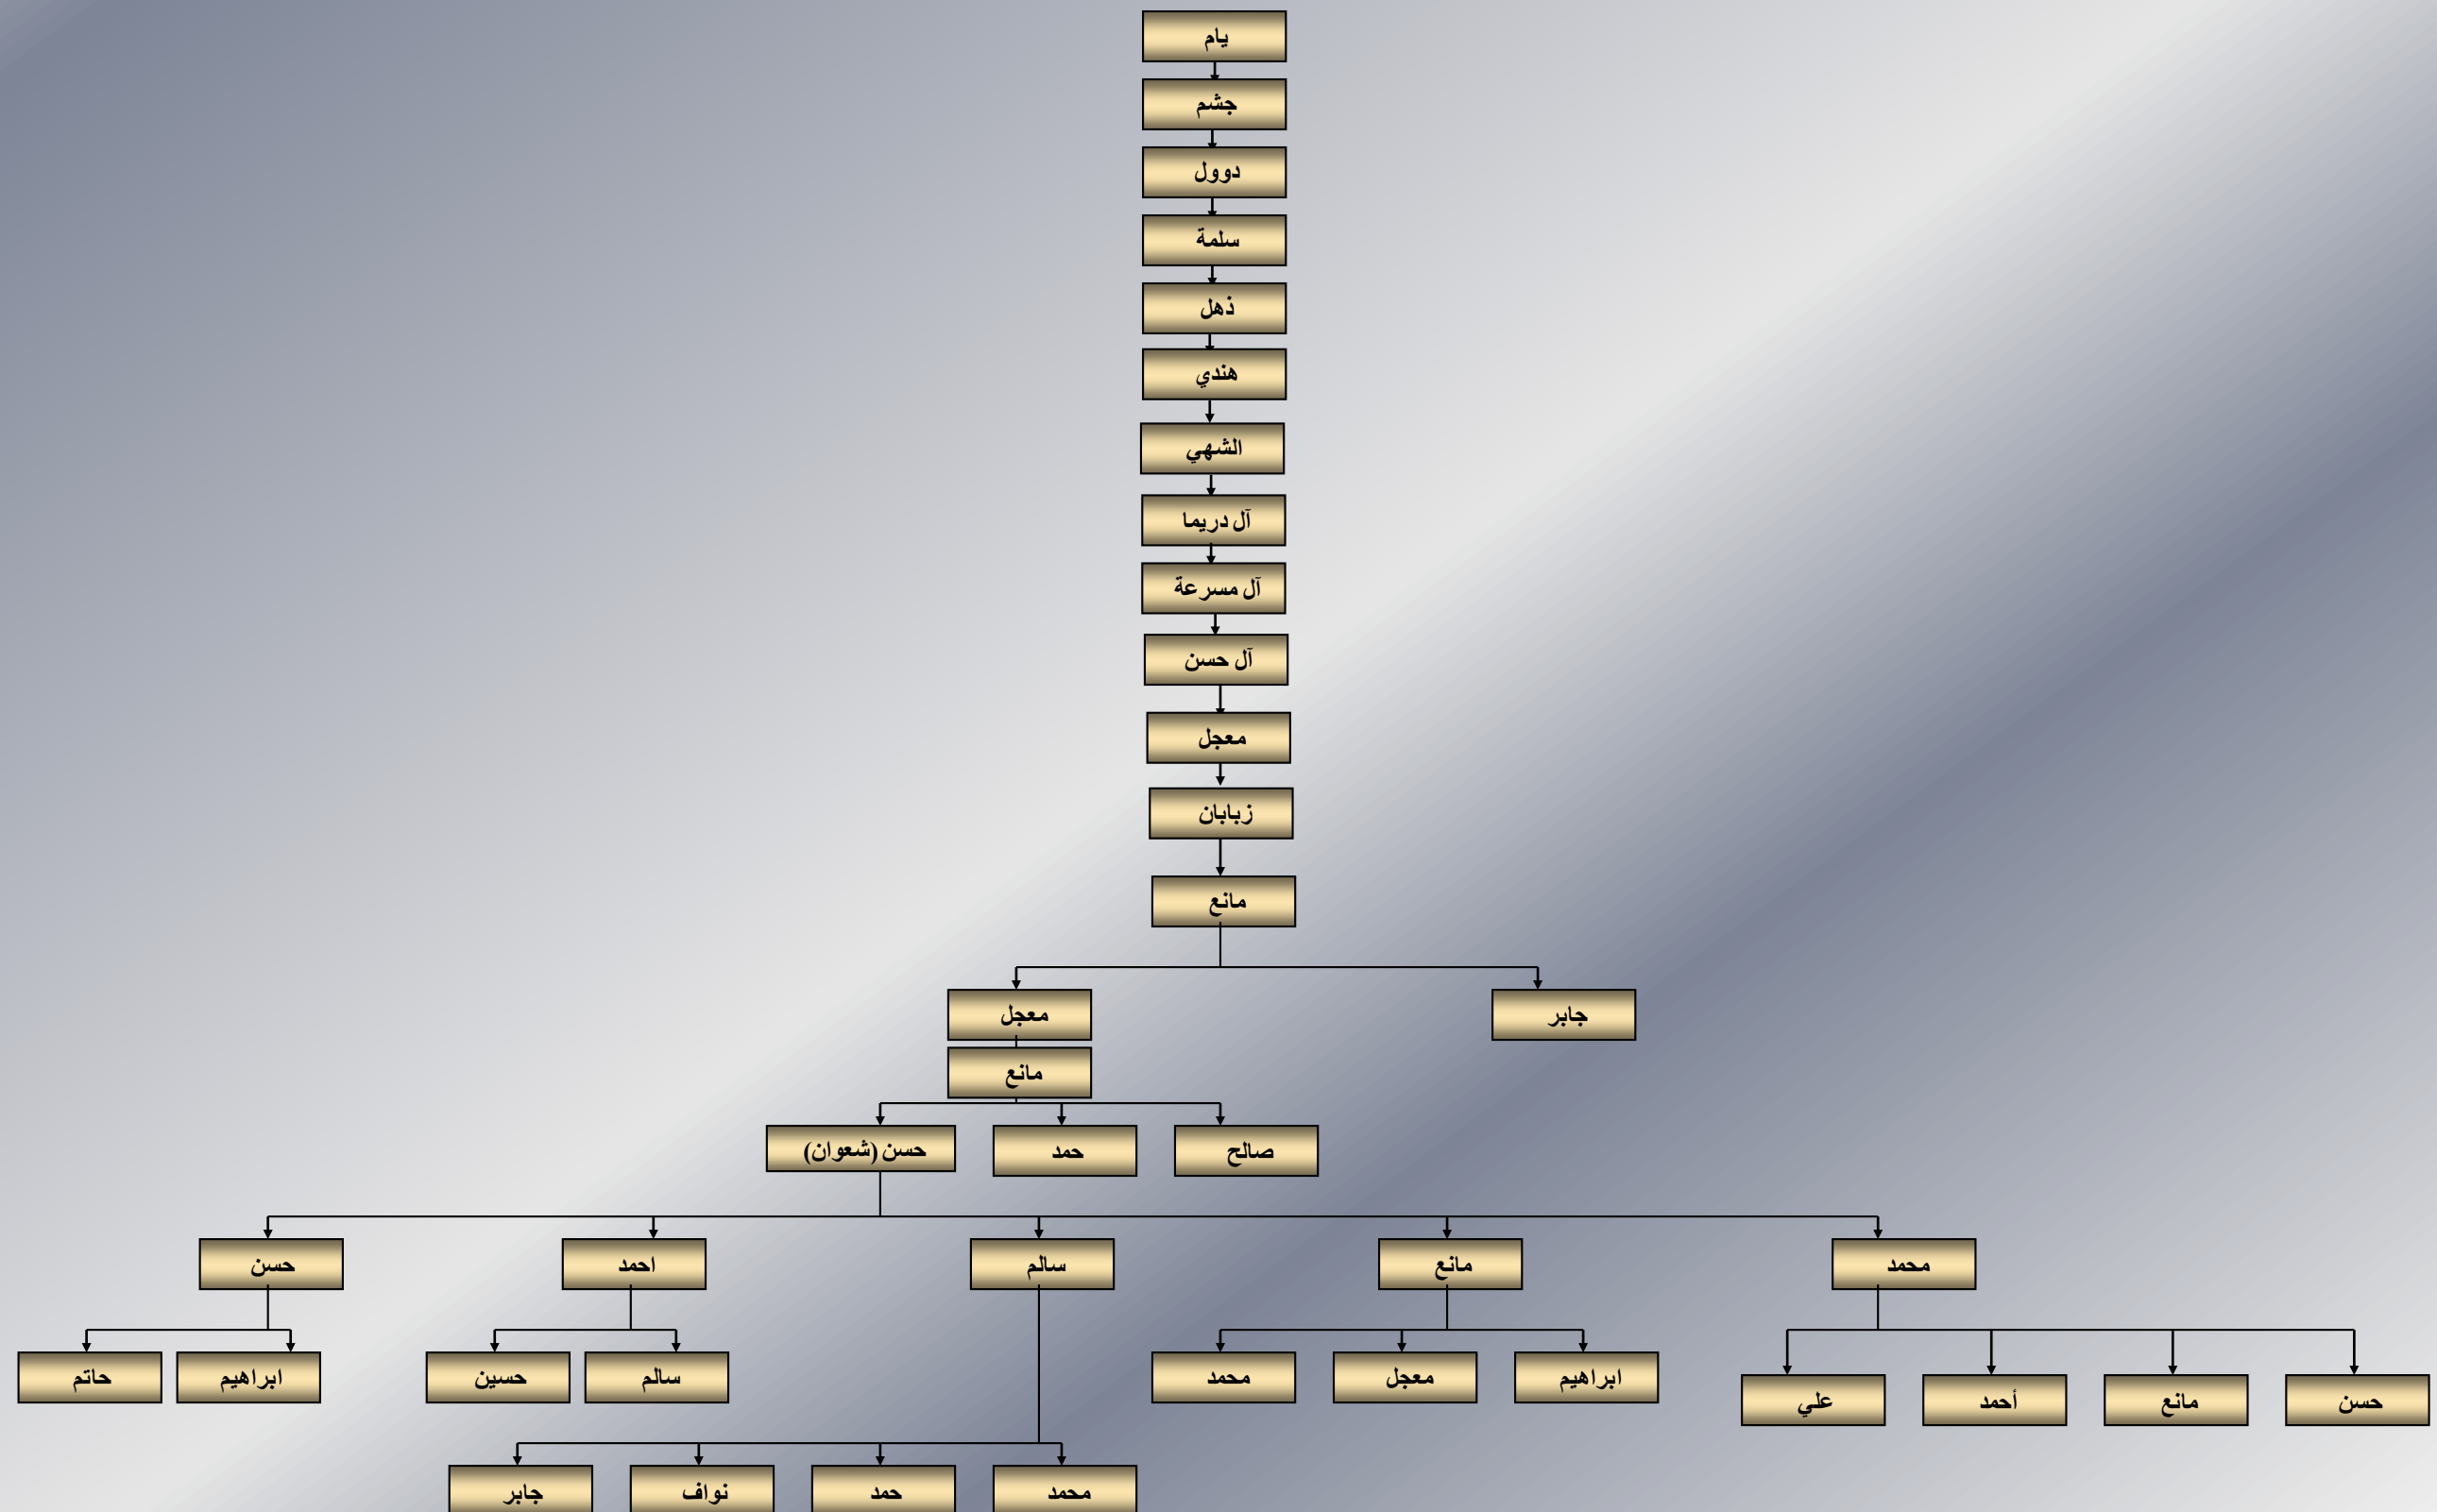 يام
جشم
دوول
سلمة
ذهل
هندي
الشهي
آل دريما
آل مسرعة
آل حسن
معجل
زبابان
مانع
جابر
معجل
مانع
صالح
حمد
حسن (شعوان)
محمد
مانع
سالم
احمد
حسن
حسن
مانع
أحمد
علي
ابراهيم
معجل
محمد
سالم
حسين
ابراهيم
حاتم
محمد
حمد
نواف
جابر